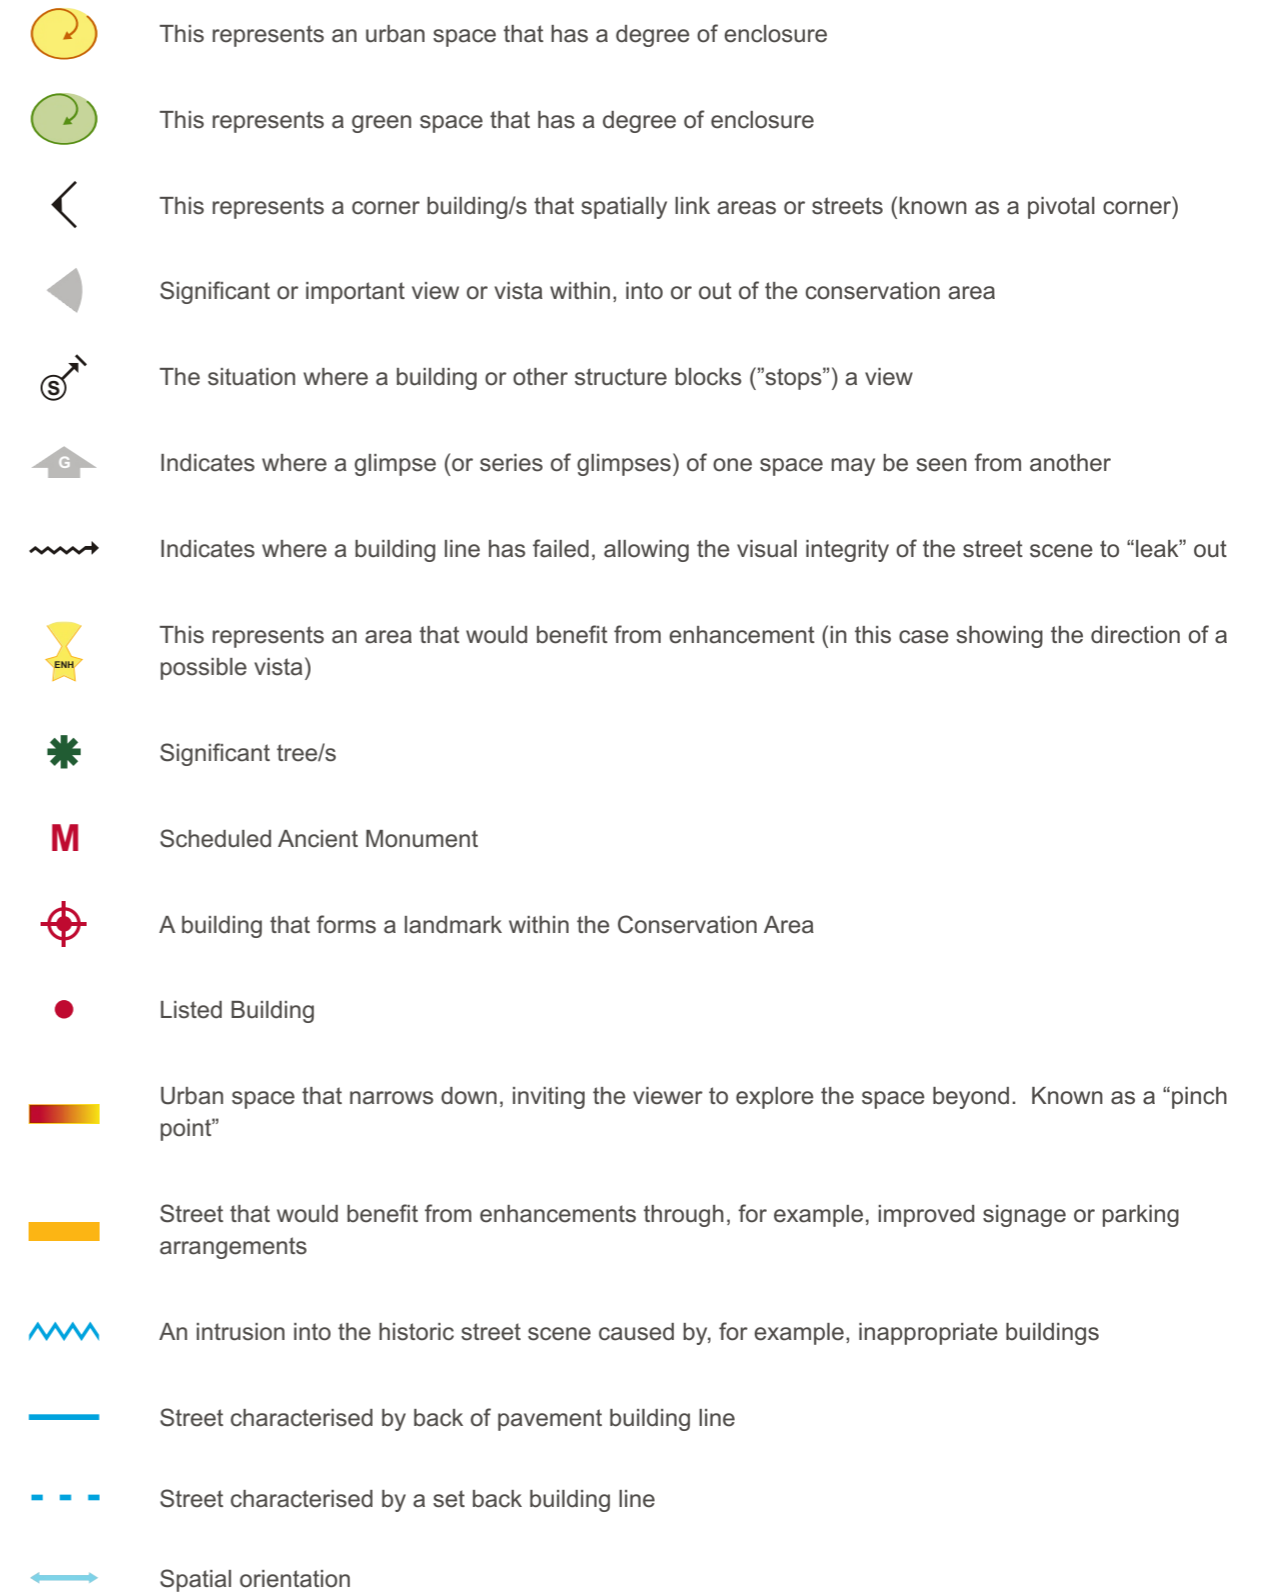 This represents an urban space that has a degree of enclosure
This represents a green space that has a degree of enclosure
This represents a corner building/s that spatially link areas or streets (known as a pivotal corner)
Significant or important view or vista within, into or out of the conservation area
S
The situation where a building or other structure blocks (”stops”) a view
G
Indicates where a glimpse (or series of glimpses) of one space may be seen from another
Indicates where a building line has failed, allowing the visual integrity of the street scene to “leak” out
ENH
This represents an area that would benefit from enhancement (in this case showing the direction of a
possible vista)
Significant tree/s
M
Scheduled Ancient Monument
A building that forms a landmark within the Conservation Area
Listed Building
Urban space that narrows down, inviting the viewer to explore the space beyond.  Known as a “pinch
point”
Street that would benefit from enhancements through, for example, improved signage or parking
arrangements
An intrusion into the historic street scene caused by, for example, inappropriate buildings
Street characterised by back of pavement building line
Street characterised by a set back building line
Spatial orientation